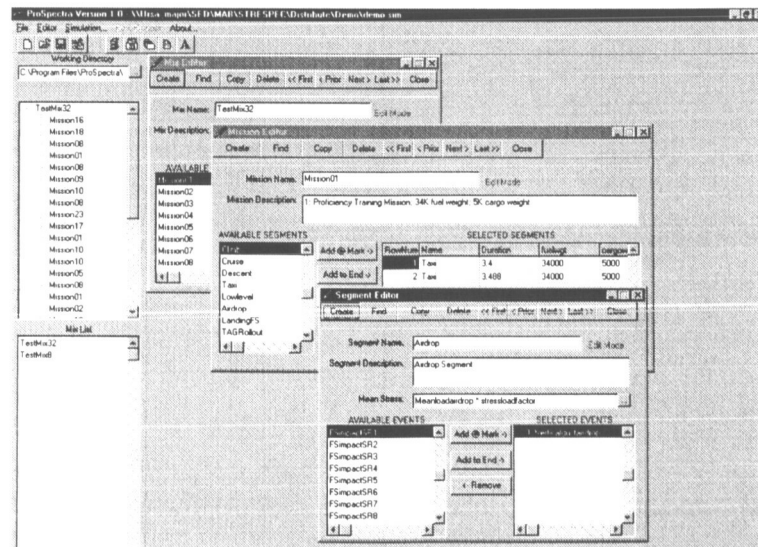 ProSpectra Version 1.0
File Editor Simulation... About...
Working Directory
C:\Program Files\ProSpectra\
TestMix32
Mission16
Mission18
Mission08
Mission01
Mission08
Mission09
Mission10
Mission08
Mission23
Mission17
Mission01
Mission10
Mission10
Mission05
Mission08
Mission01
Mission02
Mix List
TestMix32
TestMix8
Mix Editor
Create Find Copy Delete << First < Prior Next > Last >> Close
Mix Name: TestMix32 Edit Mode
Mix Description:
AVAILABLE
Mission02
Mission03
Mission04
Mission05
Mission06
Mission07
Mission08
Mission Editor
Create Find Copy Delete << First < Prior Next > Last >> Close
Mission Name: Mission01 Edit Mode
Mission Description: 1: Proficiency Training Mission, 34K fuel weight, 5K cargo weight
AVAILABLE SEGMENTS
Cruise
Descent
Taxi
Lowlevel
Airdrop
LandingFS
TAGRollout
Add @ Mark ->
Add to End ->
SELECTED SEGMENTS
RowNum Name Duration fuelwgt cargow
1 Taxi 3.4 34000 5000
2 Taxi 3.488 34000 5000
Segment Editor
Create Find Copy Delete << First < Prior Next > Last >> Close
Segment Name: Airdrop Edit Mode
Segment Description: Airdrop Segment
Mean Stress: Meanloadairdrop * stressloadfactor ...
AVAILABLE EVENTS
FSimpactSR1
FSimpactSR2
FSimpactSR3
FSimpactSR4
FSimpactSR5
FSimpactSR6
FSimpactSR7
FSimpactSR8
Add @ Mark ->
Add to End ->
<- Remove
SELECTED EVENTS